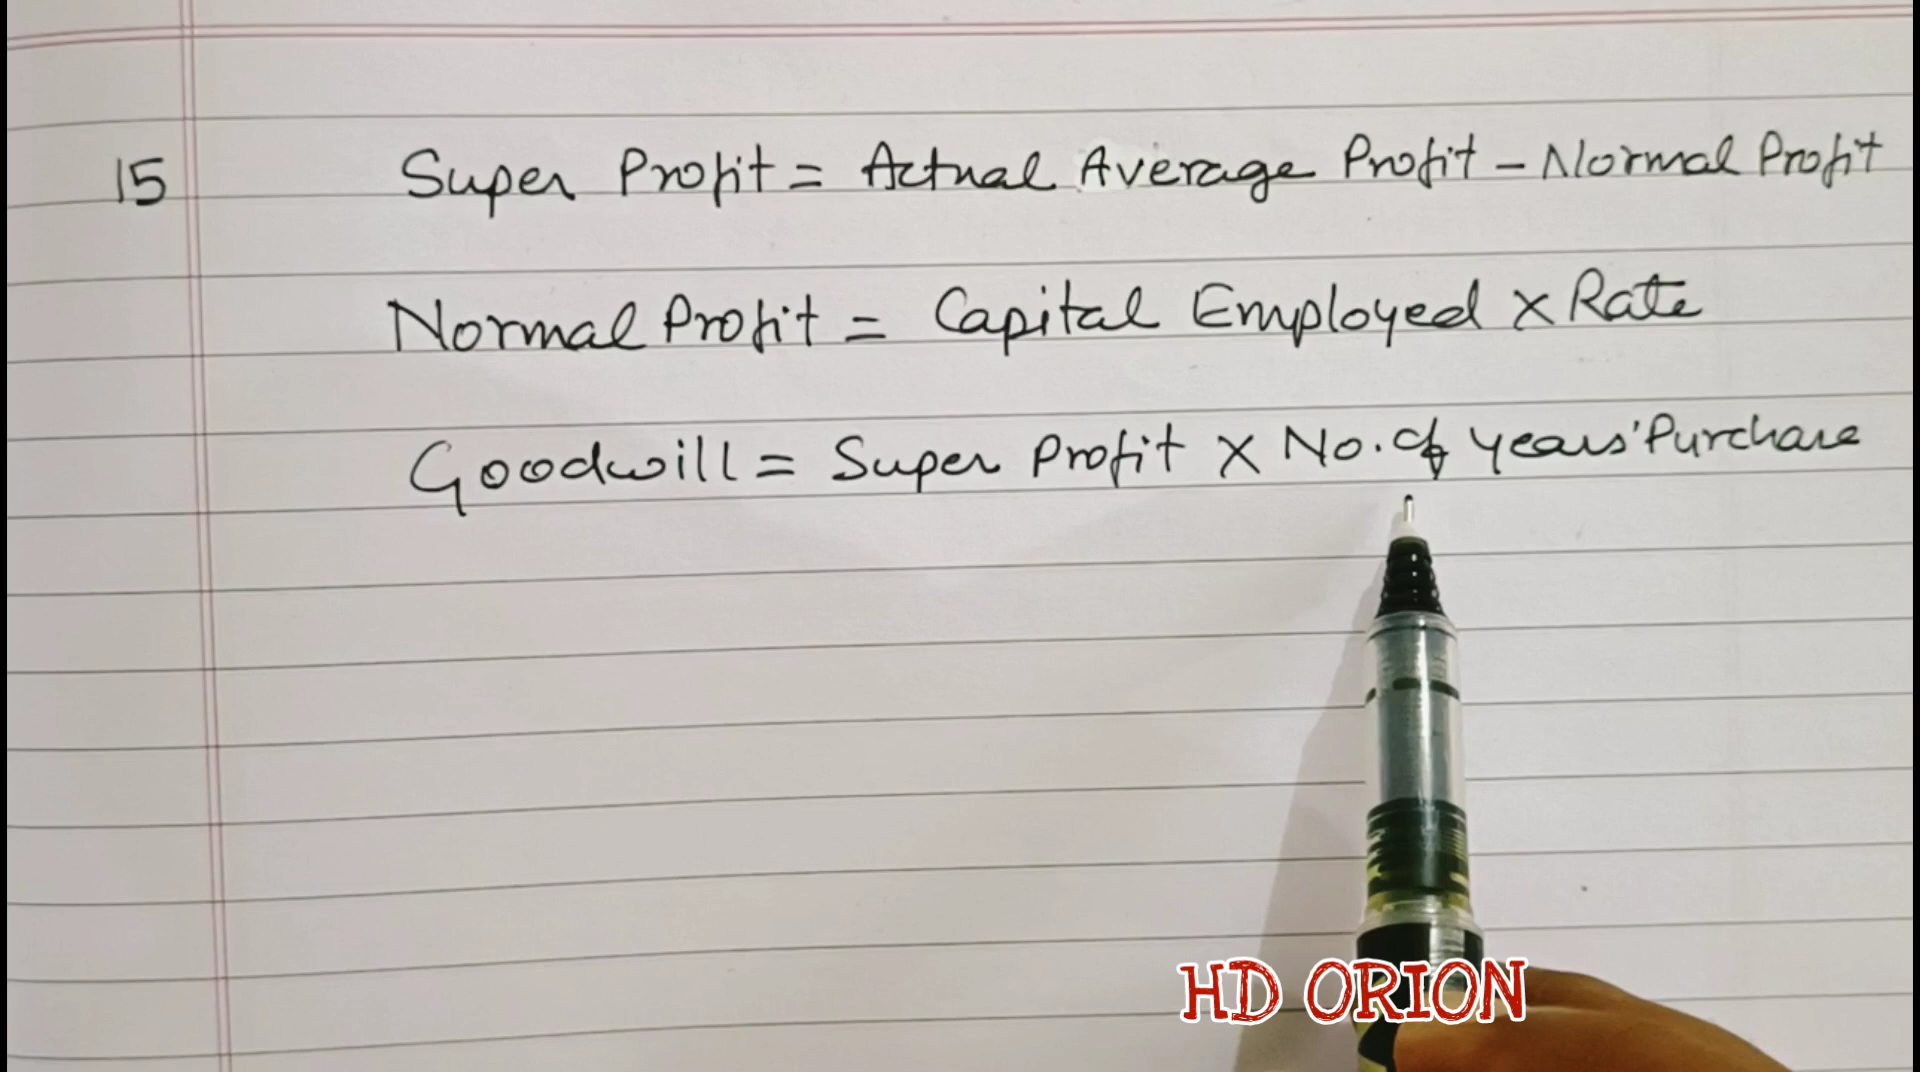 15 Super Profit = Actual Average Profit - Normal Profit
Normal Profit = Capital Employed x Rate
Goodwill = Super Profit x No. of years' Purchase
HD ORION